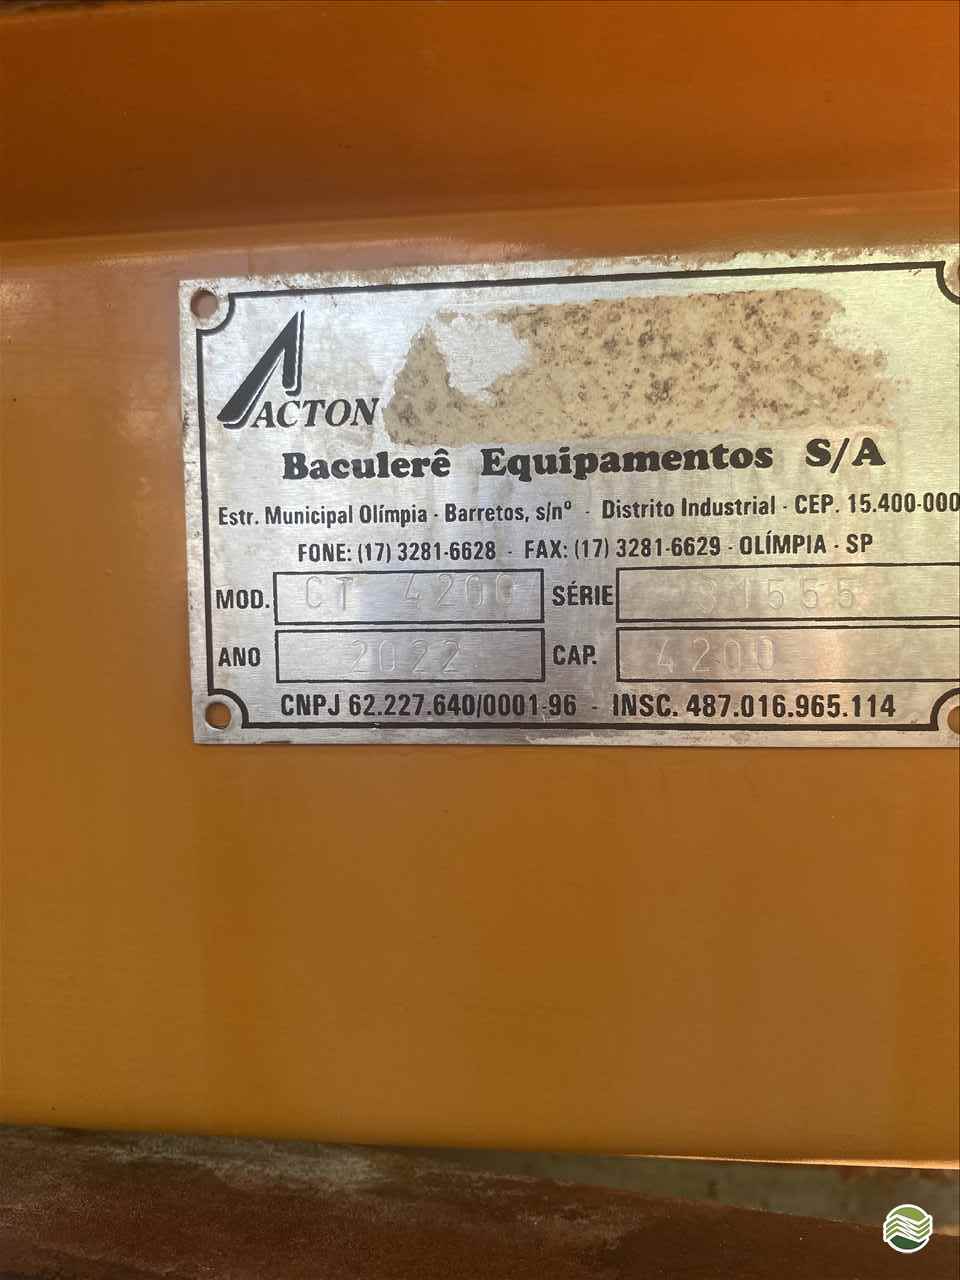 ACTON
Baculerê Equipamentos S/A
Estr. Municipal Olímpia - Barretos, s/nº - Distrito Industrial - CEP. 15.400-000
FONE: (17) 3281-6628 - FAX: (17) 3281-6629 - OLÍMPIA - SP
MOD. CT 4200 SÉRIE 31555
ANO 2022 CAP. 4200
CNPJ 62.227.640/0001-96 - INSC. 487.016.965.114